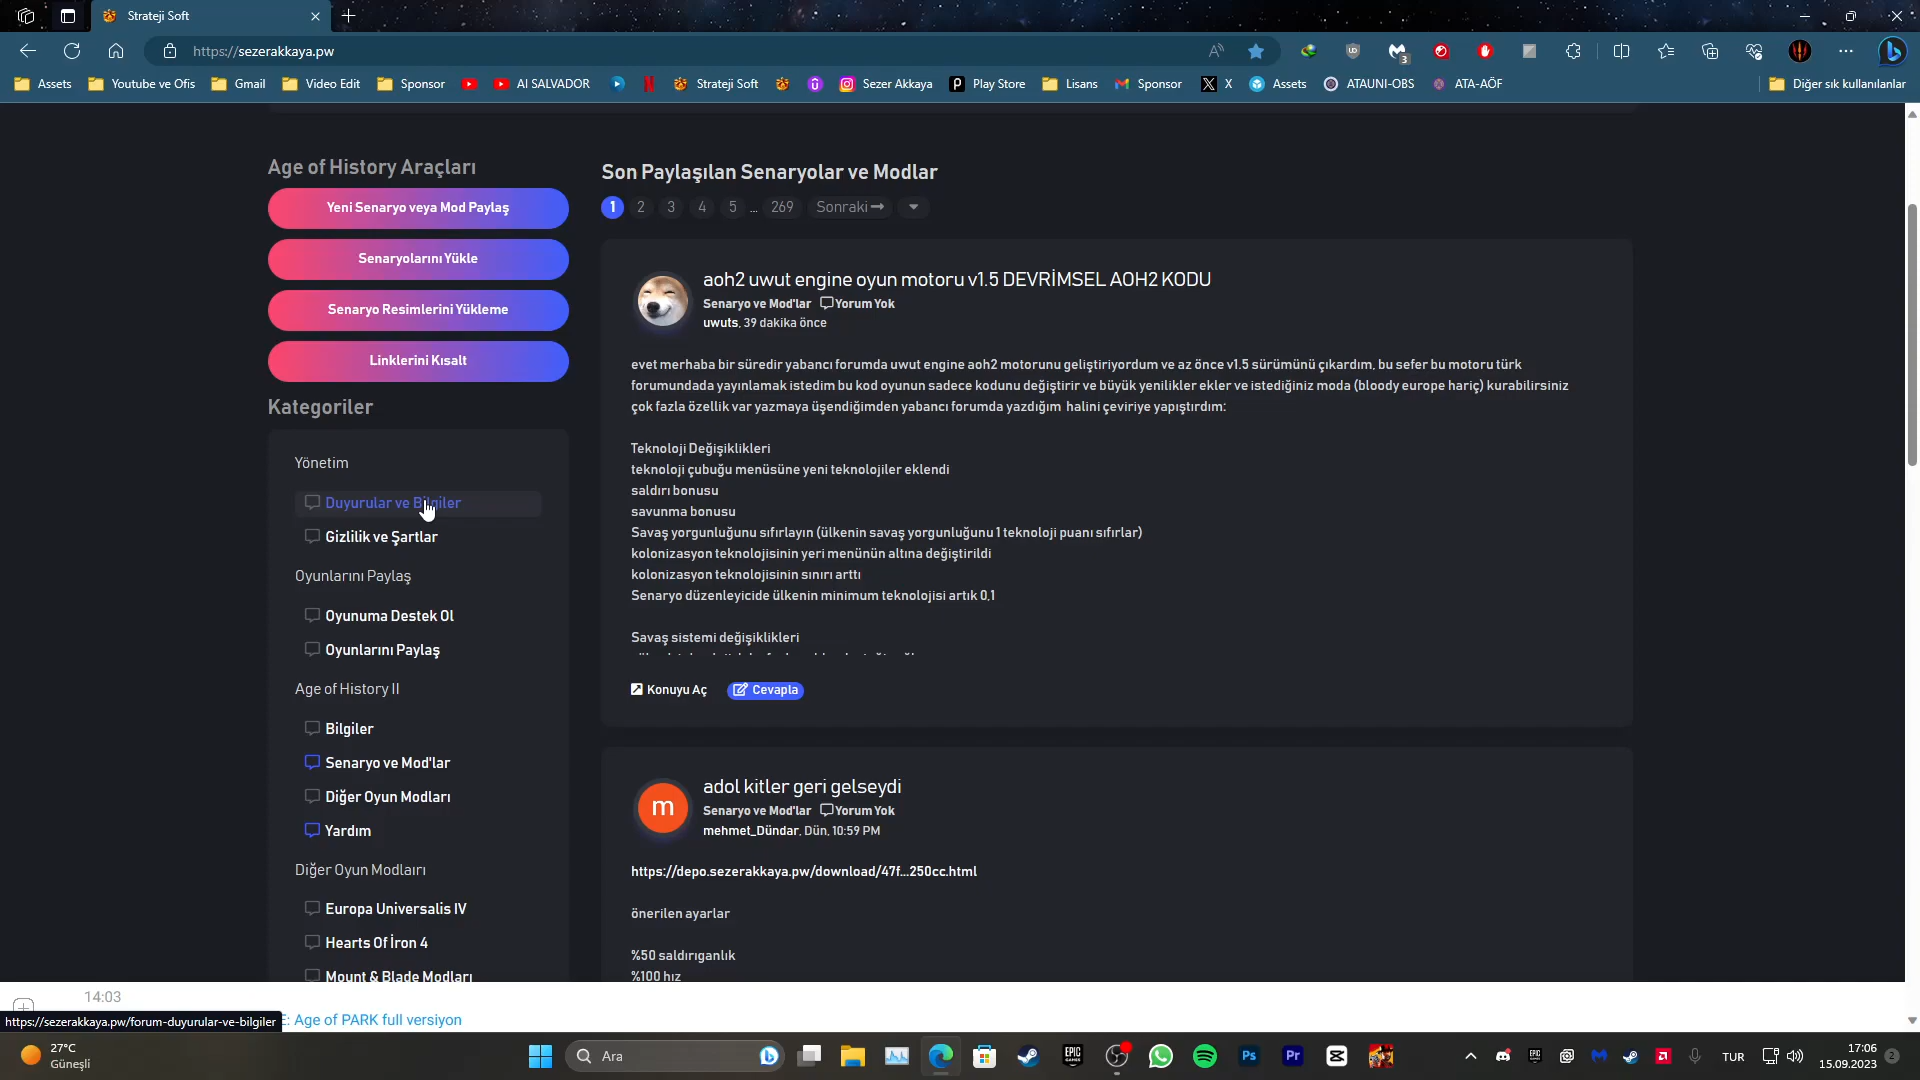 Strateji Soft
https://sezerakkaya.pw
3
Assets
Youtube ve Ofis
Gmail
Video Edit
Sponsor
Al SALVADOR
Strateji Soft
Sezer Akkaya
Play Store
Lisans
Sponsor
X
Assets
ATAUNI-OBS
ATA-AÖF
Diğer sık kullanılanlar
Age of History Araçları
Yeni Senaryo veya Mod Paylaş
Senaryolarını Yükle
Senaryo Resimlerini Yükleme
Linklerini Kısalt
Kategoriler
Yönetim
Duyurular ve Bilgiler
Gizlilik ve Şartlar
Oyunlarını Paylaş
Oyunuma Destek Ol
Oyunlarını Paylaş
Age of History II
Bilgiler
Senaryo ve Mod'lar
Diğer Oyun Modları
Yardım
Diğer Oyun Modlaırı
Europa Universalis IV
Hearts Of İron 4
Mount & Blade Modları
Son Paylaşılan Senaryolar ve Modlar
1 2 3 4 5 ... 269 Sonraki
aoh2 uwut engine oyun motoru v1.5 DEVRİMSEL AOH2 KODU
Senaryo ve Mod'lar Yorum Yok
uwuts, 39 dakika önce
evet merhaba bir süredir yabancı forumda uwut engine aoh2 motorunu geliştiriyordum ve az önce v1.5 sürümünü çıkardım, bu sefer bu motoru türk
forumundada yayınlamak istedim bu kod oyunun sadece kodunu değiştirir ve büyük yenilikler ekler ve istediğiniz moda (bloody europe hariç) kurabilirsiniz
çok fazla özellik var yazmaya üşendiğimden yabancı forumda yazdığım halini çeviriye yapıştırdım:
Teknoloji Değişiklikleri
teknoloji çubuğu menüsüne yeni teknolojiler eklendi
saldırı bonusu
savunma bonusu
Savaş yorgunluğunu sıfırlayın (ülkenin savaş yorgunluğunu 1 teknoloji puanı sıfırlar)
kolonizasyon teknolojisinin yeri menünün altına değiştirildi
kolonizasyon teknolojisinin sınırı arttı
Senaryo düzenleyicide ülkenin minimum teknolojisi artık 0,1
Savaş sistemi değişiklikleri
Konuyu Aç Cevapla
m
adol kitler geri gelseydi
Senaryo ve Mod'lar Yorum Yok
mehmet_Dündar, Dün, 10:59 PM
https://depo.sezerakkaya.pw/download/47f...250cc.html
önerilen ayarlar
%50 saldırıganlık
%100 hız
14:03
https://sezerakkaya.pw/forum-duyurular-ve-bilgiler
E: Age of PARK full versiyon
27°C
Güneşli
Ara
EPIC GAMES
Ps
Pr
TUR
17:06
15.09.2023
2